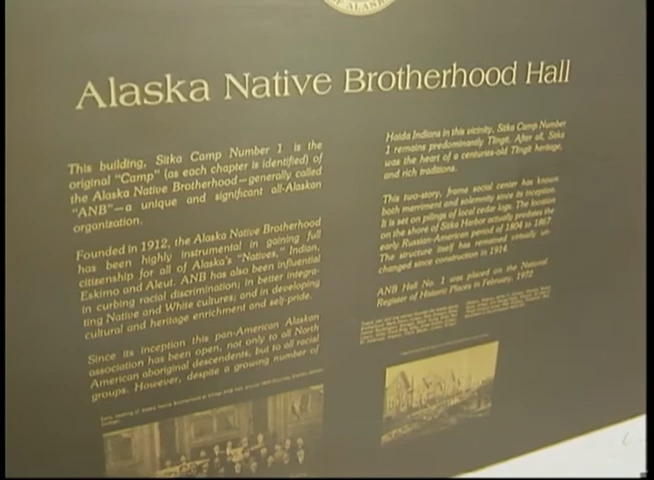 OF ALASKA
Alaska Native Brotherhood Hall
This building, Sitka Camp Number 1 is the
original "Camp" (as each chapter is identified) of
the Alaska Native Brotherhood—generally called
"ANB"—a unique and significant all-Alaskan
organization.
Founded in 1912, the Alaska Native Brotherhood
has been highly instrumental in gaining full
citizenship for all of Alaska's "Natives," Indian,
Eskimo and Aleut. ANB has also been influential
in curbing racial discrimination; in better integra-
ting Native and White cultures; and in developing
cultural and heritage enrichment and self-pride.
Since its inception this pan-American Alaskan
association has been open, not only to all North
American aboriginal descendents, but to all racial
groups. However, despite a growing number of
Haida Indians in this vicinity, Sitka Camp Number
1 remains predominantly Tlingit. After all, Sitka
was the heart of a centuries-old Tlingit heritage,
and rich traditions.
This two-story, frame social center has known
both merriment and solemnity since its inception.
It is set on pilings of local cedar logs. The location
on the shore of Sitka Harbor actually predates the
early Russian-American period of 1804 to 1867.
The structure itself has remained virtually un-
changed since construction in 1914.
ANB Hall No. 1 was placed on the National
Register of Historic Places in February, 1972
Early meeting of Alaska Native Brotherhood at